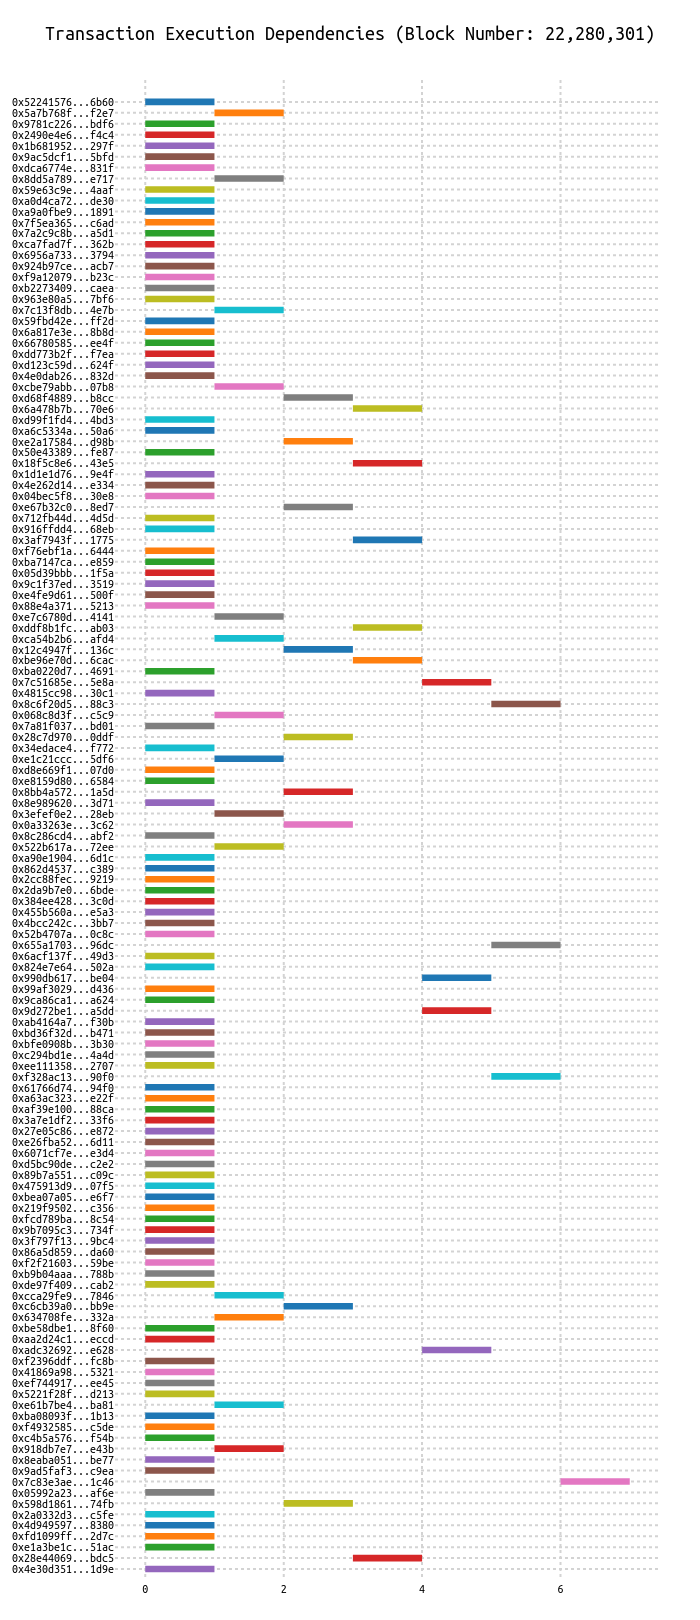 Transaction Execution Dependencies (Block Number: 22,280,301)
0x52241576...6b60
0x5a7b768f...f2e7
0x9781c226...bdf6
0x2490e4e6...f4c4
0x1b681952...297f
0x9ac5dcf1...5bfd
0xdca6774e...831f
0x8dd5a789...e717
0x59e63c9e...4aaf
0xa0d4ca72...de30
0xa9a0fbe9...1891
0x7f5ea365...c6ad
0x7a2c9c8b...a5d1
0xca7fad7f...362b
0x6956a733...3794
0x924b97ce...acb7
0xf9a12079...b23c
0xb2273409...caea
0x963e80a5...7bf6
0x7c13f8db...4e7b
0x59fbd42e...ff2d
0x6a817e3e...8b8d
0x66780585...ee4f
0xdd773b2f...f7ea
0xd123c59d...624f
0x4e0dab26...832d
0xcbe79abb...07b8
0xd68f4889...b8cc
0x6a478b7b...70e6
0xd99f1fd4...4bd3
0xa6c5334a...50a6
0xe2a17584...d98b
0x50e43389...fe87
0x18f5c8e6...43e5
0x1d1e1d76...9e4f
0x4e262d14...e334
0x04bec5f8...30e8
0xe67b32c0...8ed7
0x712fb44d...4d5d
0x916ffdd4...68eb
0x3af7943f...1775
0xf76ebf1a...6444
0xba7147ca...e859
0x05d39bbb...1f5a
0x9c1f37ed...3519
0xe4fe9d61...500f
0x88e4a371...5213
0xe7c6780d...4141
0xddf8b1fc...ab03
0xca54b2b6...afd4
0x12c4947f...136c
0xbe96e70d...6cac
0xba0220d7...4691
0x7c51685e...5e8a
0x4815cc98...30c1
0x8c6f20d5...88c3
0x068c8d3f...c5c9
0x7a81f037...bd01
0x28c7d970...0ddf
0x34edace4...f772
0xe1c21ccc...5df6
0xd8e669f1...07d0
0xe8159d80...6584
0x8bb4a572...1a5d
0x8e989620...3d71
0x3efef0e2...28eb
0x0a33263e...3c62
0x8c286cd4...abf2
0x522b617a...72ee
0xa90e1904...6d1c
0x862d4537...c389
0x2cc88fec...9219
0x2da9b7e0...6bde
0x384ee428...3c0d
0x455b560a...e5a3
0x4bcc242c...3bb7
0x52b4707a...0c8c
0x655a1703...96dc
0x6acf137f...49d3
0x824e7e64...502a
0x990db617...be04
0x99af3029...d436
0x9ca86ca1...a624
0x9d272be1...a5dd
0xab4164a7...f30b
0xbd36f32d...b471
0xbfe0908b...3b30
0xc294bd1e...4a4d
0xee111358...2707
0xf328ac13...90f0
0x61766d74...94f0
0xa63ac323...e22f
0xaf39e100...88ca
0x3a7e1df2...33f6
0x27e05c86...e872
0xe26fba52...6d11
0x6071cf7e...e3d4
0xd5bc90de...c2e2
0x89b7a551...c09c
0x475913d9...07f5
0xbea07a05...e6f7
0x219f9502...c356
0xfcd789ba...8c54
0x9b7095c3...734f
0x3f797f13...9bc4
0x86a5d859...da60
0xf2f21603...59be
0xb9b04aaa...788b
0xde97f409...cab2
0xcca29fe9...7846
0xc6cb39a0...bb9e
0x634708fe...332a
0xbe58dbe1...8f60
0xaa2d24c1...eccd
0xadc32692...e628
0xf2396ddf...fc8b
0x41869a98...5321
0xef744917...ee45
0x5221f28f...d213
0xe61b7be4...ba81
0xba08093f...1b13
0xf4932585...c5de
0xc4b5a576...f54b
0x918db7e7...e43b
0x8eaba051...be77
0x9ad5faf3...c9ea
0x7c83e3ae...1c46
0x05992a23...af6e
0x598d1861...74fb
0x2a0332d3...c5fe
0x4d949597...8380
0xfd1099ff...2d7c
0xe1a3be1c...51ac
0x28e44069...bdc5
0x4e30d351...1d9e
0 2 4 6